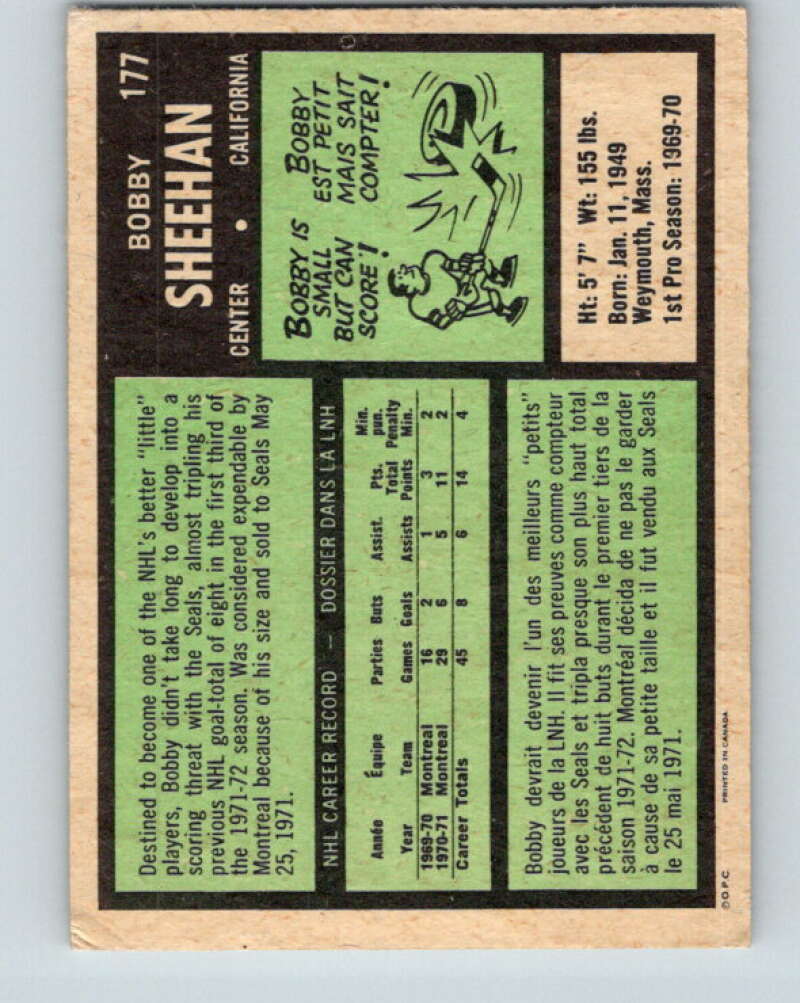 177
BOBBY
SHEEHAN
CENTER • CALIFORNIA
Destined to become one of the NHL's better "little"
players, Bobby didn't take long to develop into a
scoring threat with the Seals, almost tripling his
previous NHL goal-total of eight in the first third of
the 1971-72 season. Was considered expendable by
Montreal because of his size and sold to Seals May
25, 1971.
BOBBY IS
SMALL
BUT CAN
SCORE!
BOBBY
EST PETIT
MAIS SAIT
COMPTER!
NHL CAREER RECORD — DOSSIER DANS LA LNH
Année Équipe Parties Buts Assist. Pts. Min. pun.
Year Team Games Goals Assists Total Points Penalty Min.
1969-70 Montreal 16 2 1 3 2
1970-71 Montreal 29 6 5 11 2
Career Totals 45 8 6 14 4
Ht: 5' 7" Wt: 155 lbs.
Born: Jan. 11, 1949
Weymouth, Mass.
1st Pro Season: 1969-70
Bobby devrait devenir l'un des meilleurs "petits"
joueurs de la LNH. Il fit ses preuves comme compteur
avec les Seals et tripla presque son plus haut total
précédent de huit buts durant le premier tiers de la
saison 1971-72. Montréal décida de ne pas le garder
à cause de sa petite taille et il fut vendu aux Seals
le 25 mai 1971.
© O.P.C. PRINTED IN CANADA